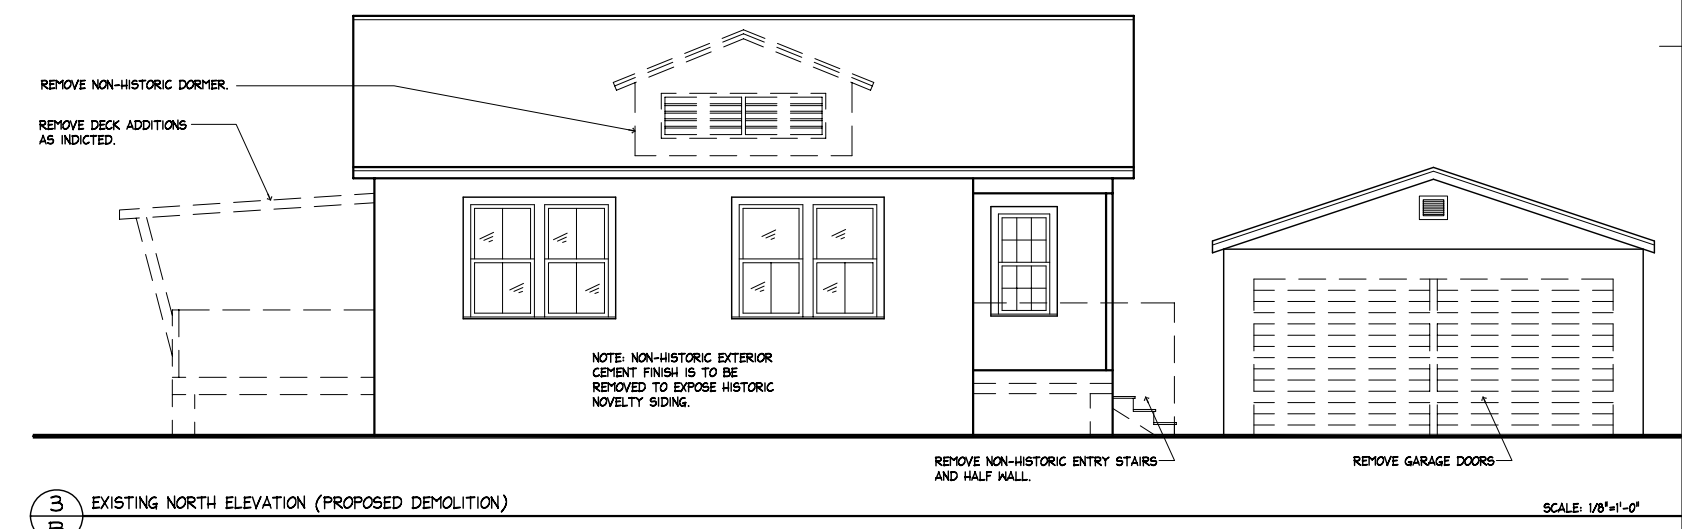 REMOVE NON-HISTORIC DORMER.
REMOVE DECK ADDITIONS
AS INDICTED.
NOTE: NON-HISTORIC EXTERIOR
CEMENT FINISH IS TO BE
REMOVED TO EXPOSE HISTORIC
NOVELTY SIDING.
REMOVE NON-HISTORIC ENTRY STAIRS
AND HALF WALL.
REMOVE GARAGE DOORS
3
EXISTING NORTH ELEVATION (PROPOSED DEMOLITION)
SCALE: 1/8"=1'-0"